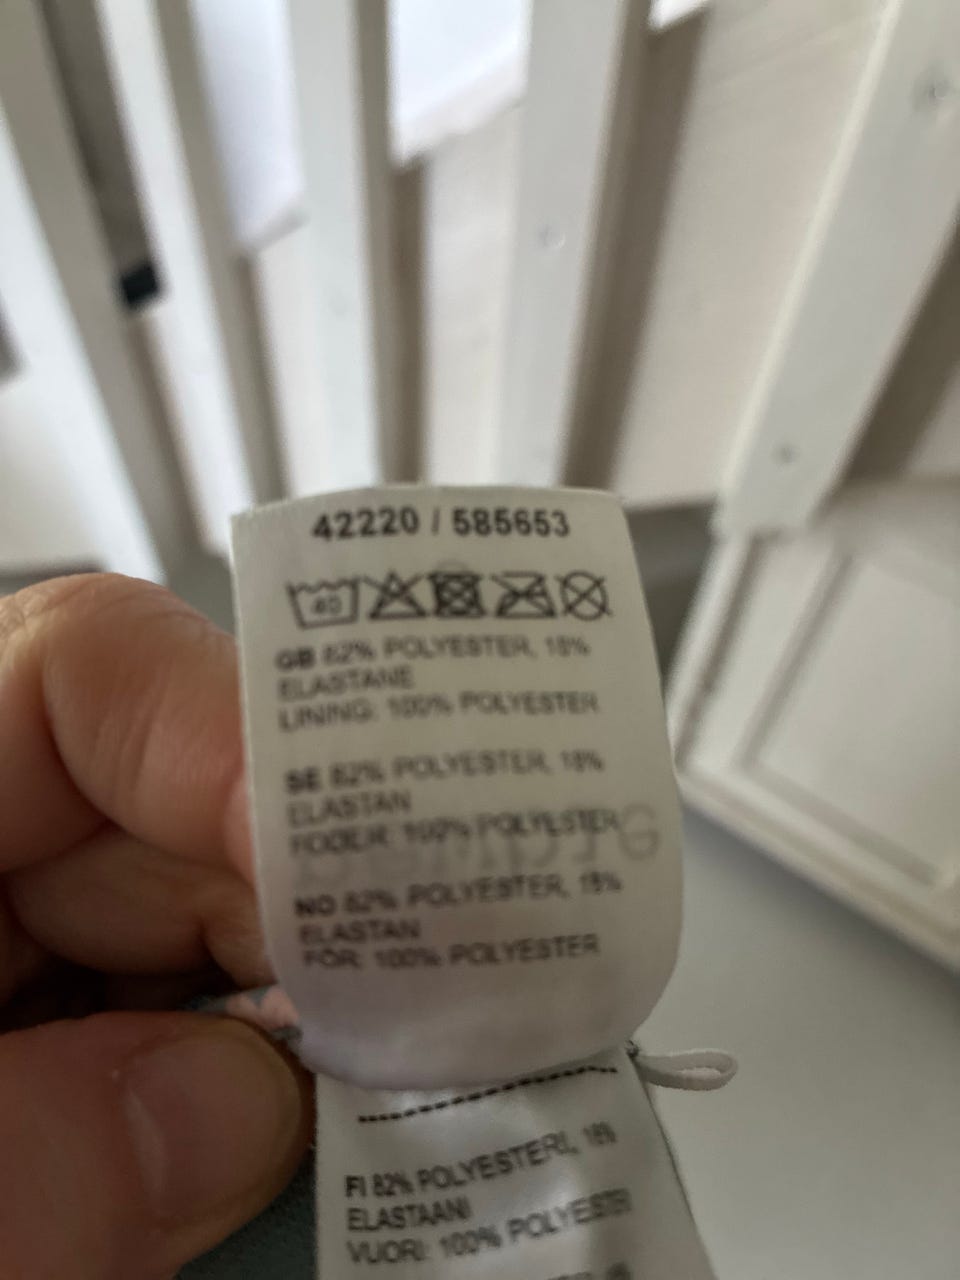 42220 / 585653
40
GB 82% POLYESTER, 18%
ELASTANE
LINING: 100% POLYESTER
SE 82% POLYESTER, 18%
ELASTAN
FODER: 100% POLYESTER
NO 82% POLYESTER, 18%
ELASTAN
FÔR: 100% POLYESTER
FI 82% POLYESTERI, 18%
ELASTAANI
VUORI: 100% POLYESTERI